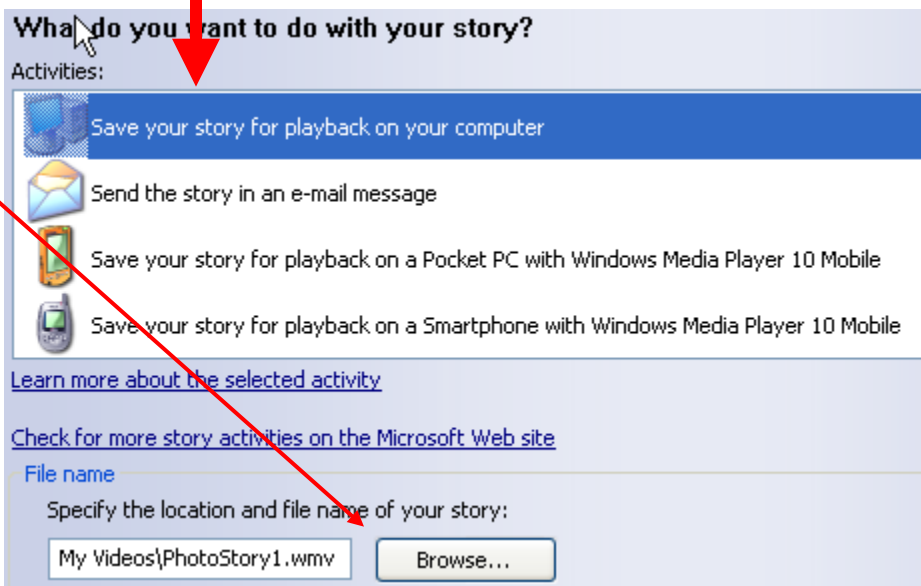 What do you want to do with your story?
Activities:
Save your story for playback on your computer
Send the story in an e-mail message
Save your story for playback on a Pocket PC with Windows Media Player 10 Mobile
Save your story for playback on a Smartphone with Windows Media Player 10 Mobile
Learn more about the selected activity
Check for more story activities on the Microsoft Web site
File name
Specify the location and file name of your story:
My Videos\PhotoStory1.wmv Browse...